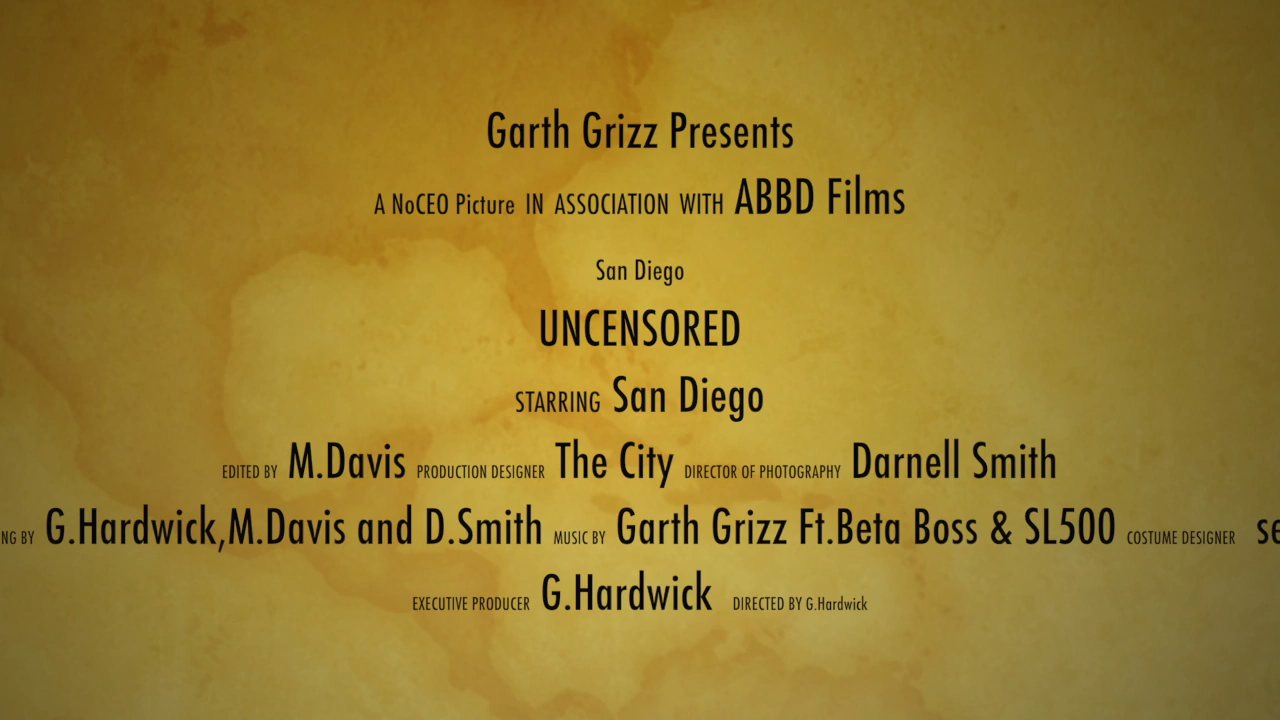 Garth Grizz Presents
A NoCEO Picture IN ASSOCIATION WITH ABBD Films
San Diego
UNCENSORED
STARRING San Diego
EDITED BY M.Davis PRODUCTION DESIGNER The City DIRECTOR OF PHOTOGRAPHY Darnell Smith
BY G.Hardwick,M.Davis and D.Smith MUSIC BY Garth Grizz Ft.Beta Boss & SL500 COSTUME DESIGNER
EXECUTIVE PRODUCER G.Hardwick DIRECTED BY G.Hardwick